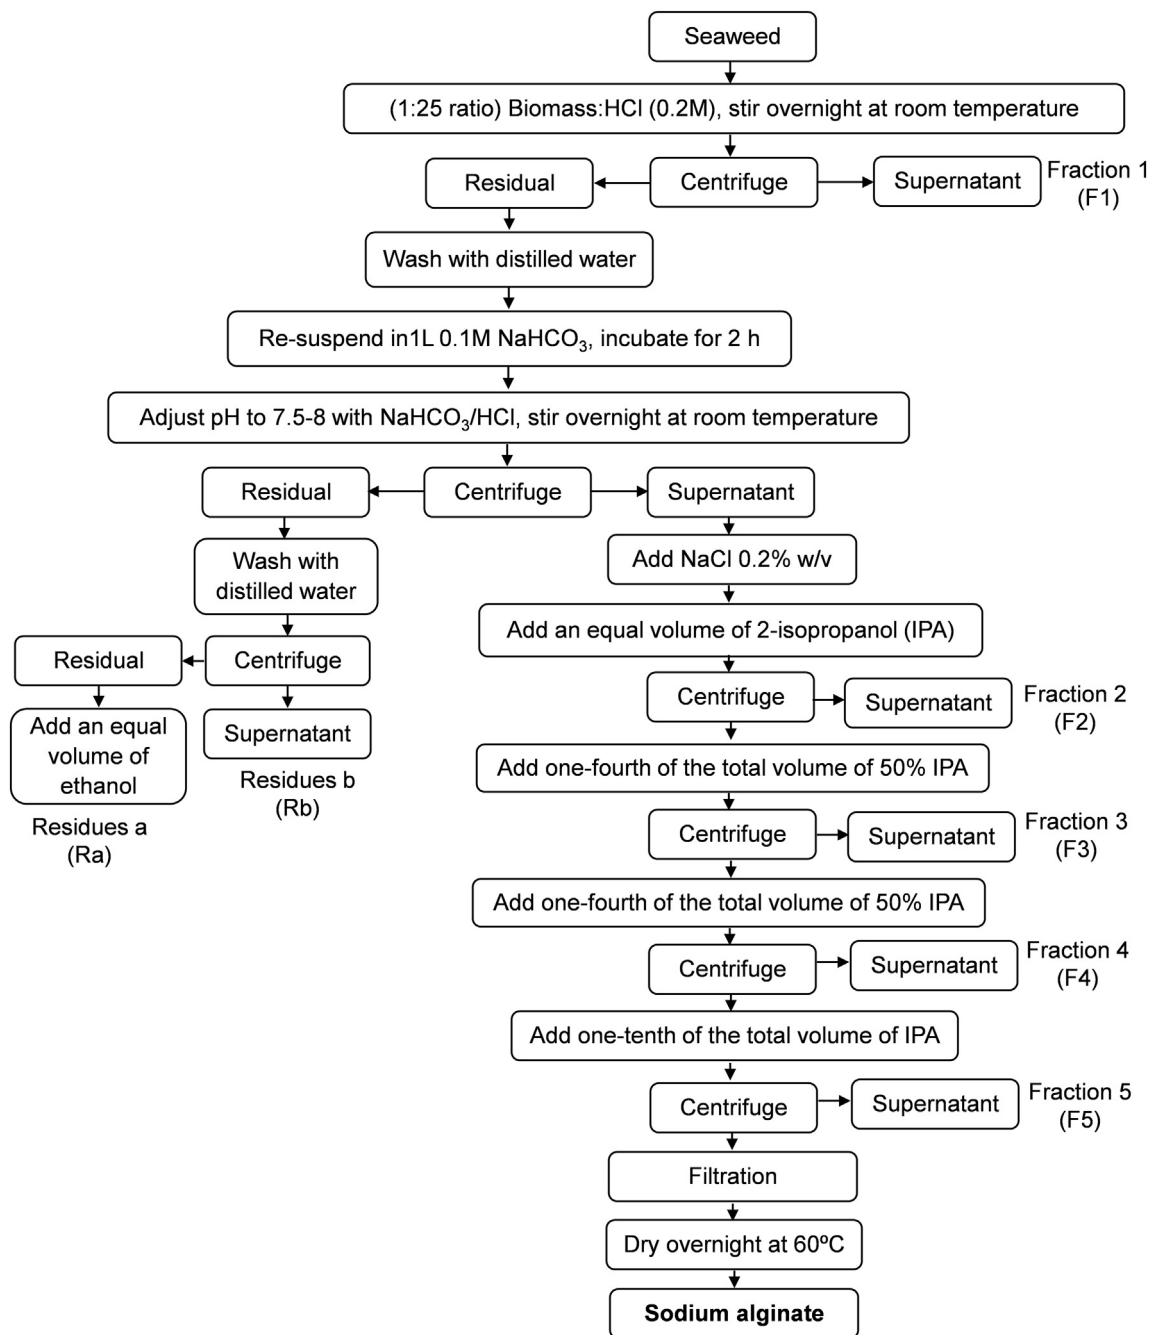 Seaweed
(1:25 ratio) Biomass:HCl (0.2M), stir overnight at room temperature
Residual
Centrifuge
Supernatant
Fraction 1
(F1)
Wash with distilled water
Re-suspend in1L 0.1M NaHCO₃, incubate for 2 h
Adjust pH to 7.5-8 with NaHCO₃/HCl, stir overnight at room temperature
Residual
Centrifuge
Supernatant
Wash with
distilled water
Residual
Centrifuge
Add an equal
volume of
ethanol
Residues a
(Ra)
Supernatant
Residues b
(Rb)
Add NaCl 0.2% w/v
Add an equal volume of 2-isopropanol (IPA)
Centrifuge
Supernatant
Fraction 2
(F2)
Add one-fourth of the total volume of 50% IPA
Centrifuge
Supernatant
Fraction 3
(F3)
Add one-fourth of the total volume of 50% IPA
Centrifuge
Supernatant
Fraction 4
(F4)
Add one-tenth of the total volume of IPA
Centrifuge
Supernatant
Fraction 5
(F5)
Filtration
Dry overnight at 60ºC
Sodium alginate